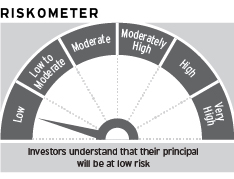 RISKOMETER
Low
Low to
Moderate
Moderate
Moderately
High
High
Very
High
Investors understand that their principal
will be at low risk